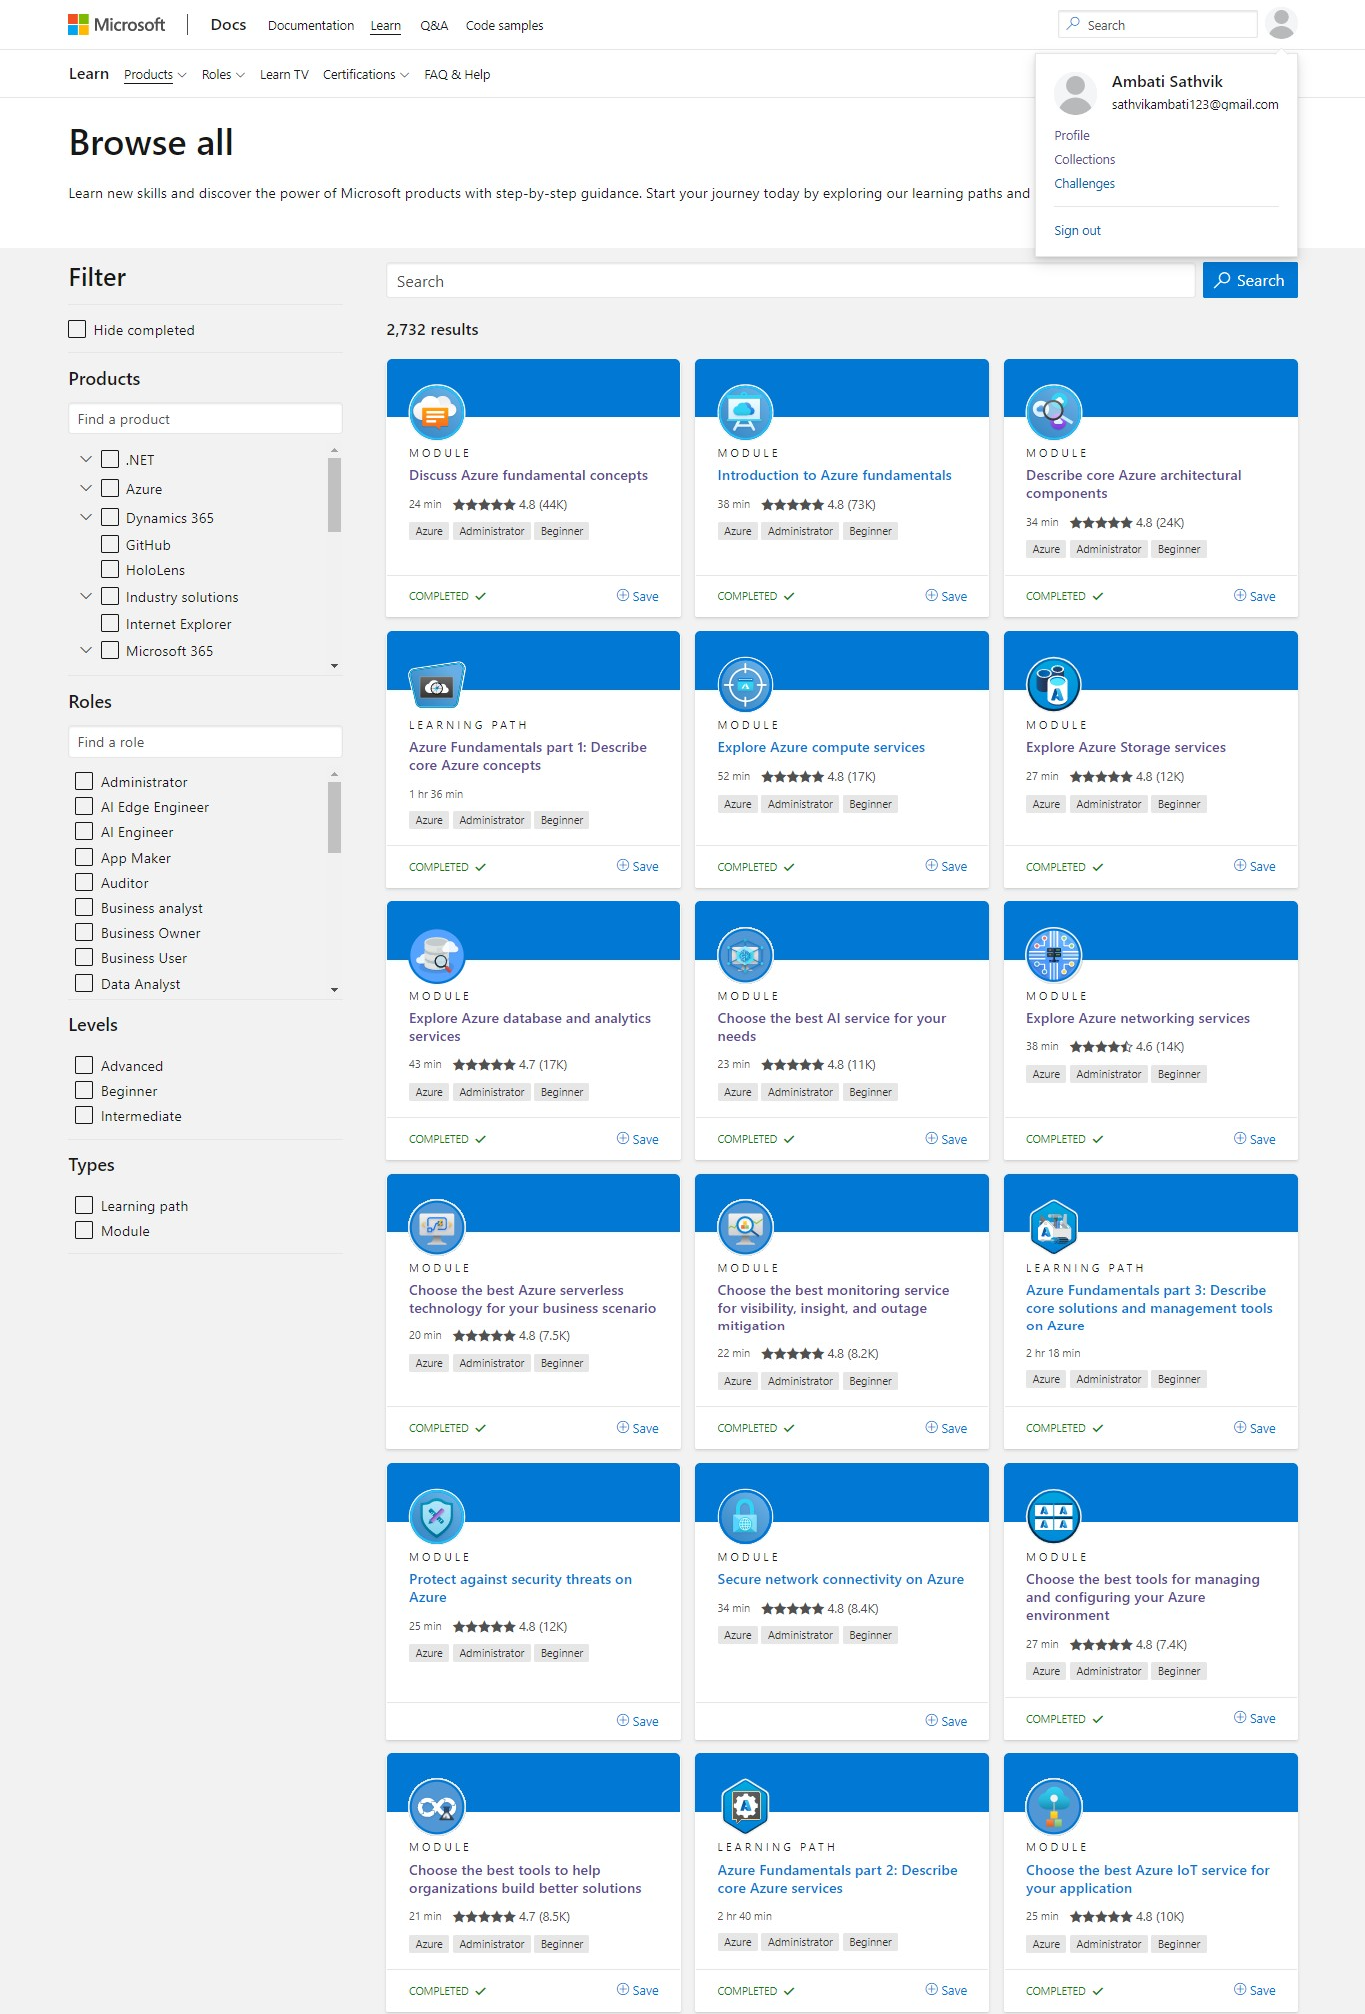 Microsoft Docs Documentation Learn Q&A Code samples Search
Learn Products Roles Learn TV Certifications FAQ & Help
Ambati Sathvik
sathvikambati123@gmail.com
Profile
Collections
Challenges
Sign out
Browse all
Learn new skills and discover the power of Microsoft products with step-by-step guidance. Start your journey today by exploring our learning paths and
Filter
Hide completed
Products
Find a product
.NET
Azure
Dynamics 365
GitHub
HoloLens
Industry solutions
Internet Explorer
Microsoft 365
Roles
Find a role
Administrator
AI Edge Engineer
AI Engineer
App Maker
Auditor
Business analyst
Business Owner
Business User
Data Analyst
Levels
Advanced
Beginner
Intermediate
Types
Learning path
Module
Search Search
2,732 results
MODULE
Discuss Azure fundamental concepts
24 min 4.8 (44K)
Azure Administrator Beginner
COMPLETED Save
MODULE
Introduction to Azure fundamentals
38 min 4.8 (73K)
Azure Administrator Beginner
COMPLETED Save
MODULE
Describe core Azure architectural
components
34 min 4.8 (24K)
Azure Administrator Beginner
COMPLETED Save
LEARNING PATH
Azure Fundamentals part 1: Describe
core Azure concepts
1 hr 36 min
Azure Administrator Beginner
COMPLETED Save
MODULE
Explore Azure compute services
52 min 4.8 (17K)
Azure Administrator Beginner
COMPLETED Save
MODULE
Explore Azure Storage services
27 min 4.8 (12K)
Azure Administrator Beginner
COMPLETED Save
MODULE
Explore Azure database and analytics
services
43 min 4.7 (17K)
Azure Administrator Beginner
COMPLETED Save
MODULE
Choose the best AI service for your
needs
23 min 4.8 (11K)
Azure Administrator Beginner
COMPLETED Save
MODULE
Explore Azure networking services
38 min 4.6 (14K)
Azure Administrator Beginner
COMPLETED Save
MODULE
Choose the best Azure serverless
technology for your business scenario
20 min 4.8 (7.5K)
Azure Administrator Beginner
COMPLETED Save
MODULE
Choose the best monitoring service
for visibility, insight, and outage
mitigation
22 min 4.8 (8.2K)
Azure Administrator Beginner
COMPLETED Save
LEARNING PATH
Azure Fundamentals part 3: Describe
core solutions and management tools
on Azure
2 hr 18 min
Azure Administrator Beginner
COMPLETED Save
MODULE
Protect against security threats on
Azure
25 min 4.8 (12K)
Azure Administrator Beginner
Save
MODULE
Secure network connectivity on Azure
34 min 4.8 (8.4K)
Azure Administrator Beginner
Save
MODULE
Choose the best tools for managing
and configuring your Azure
environment
27 min 4.8 (7.4K)
Azure Administrator Beginner
COMPLETED Save
MODULE
Choose the best tools to help
organizations build better solutions
21 min 4.7 (8.5K)
Azure Administrator Beginner
COMPLETED Save
LEARNING PATH
Azure Fundamentals part 2: Describe
core Azure services
2 hr 40 min
Azure Administrator Beginner
COMPLETED Save
MODULE
Choose the best Azure IoT service for
your application
25 min 4.8 (10K)
Azure Administrator Beginner
COMPLETED Save